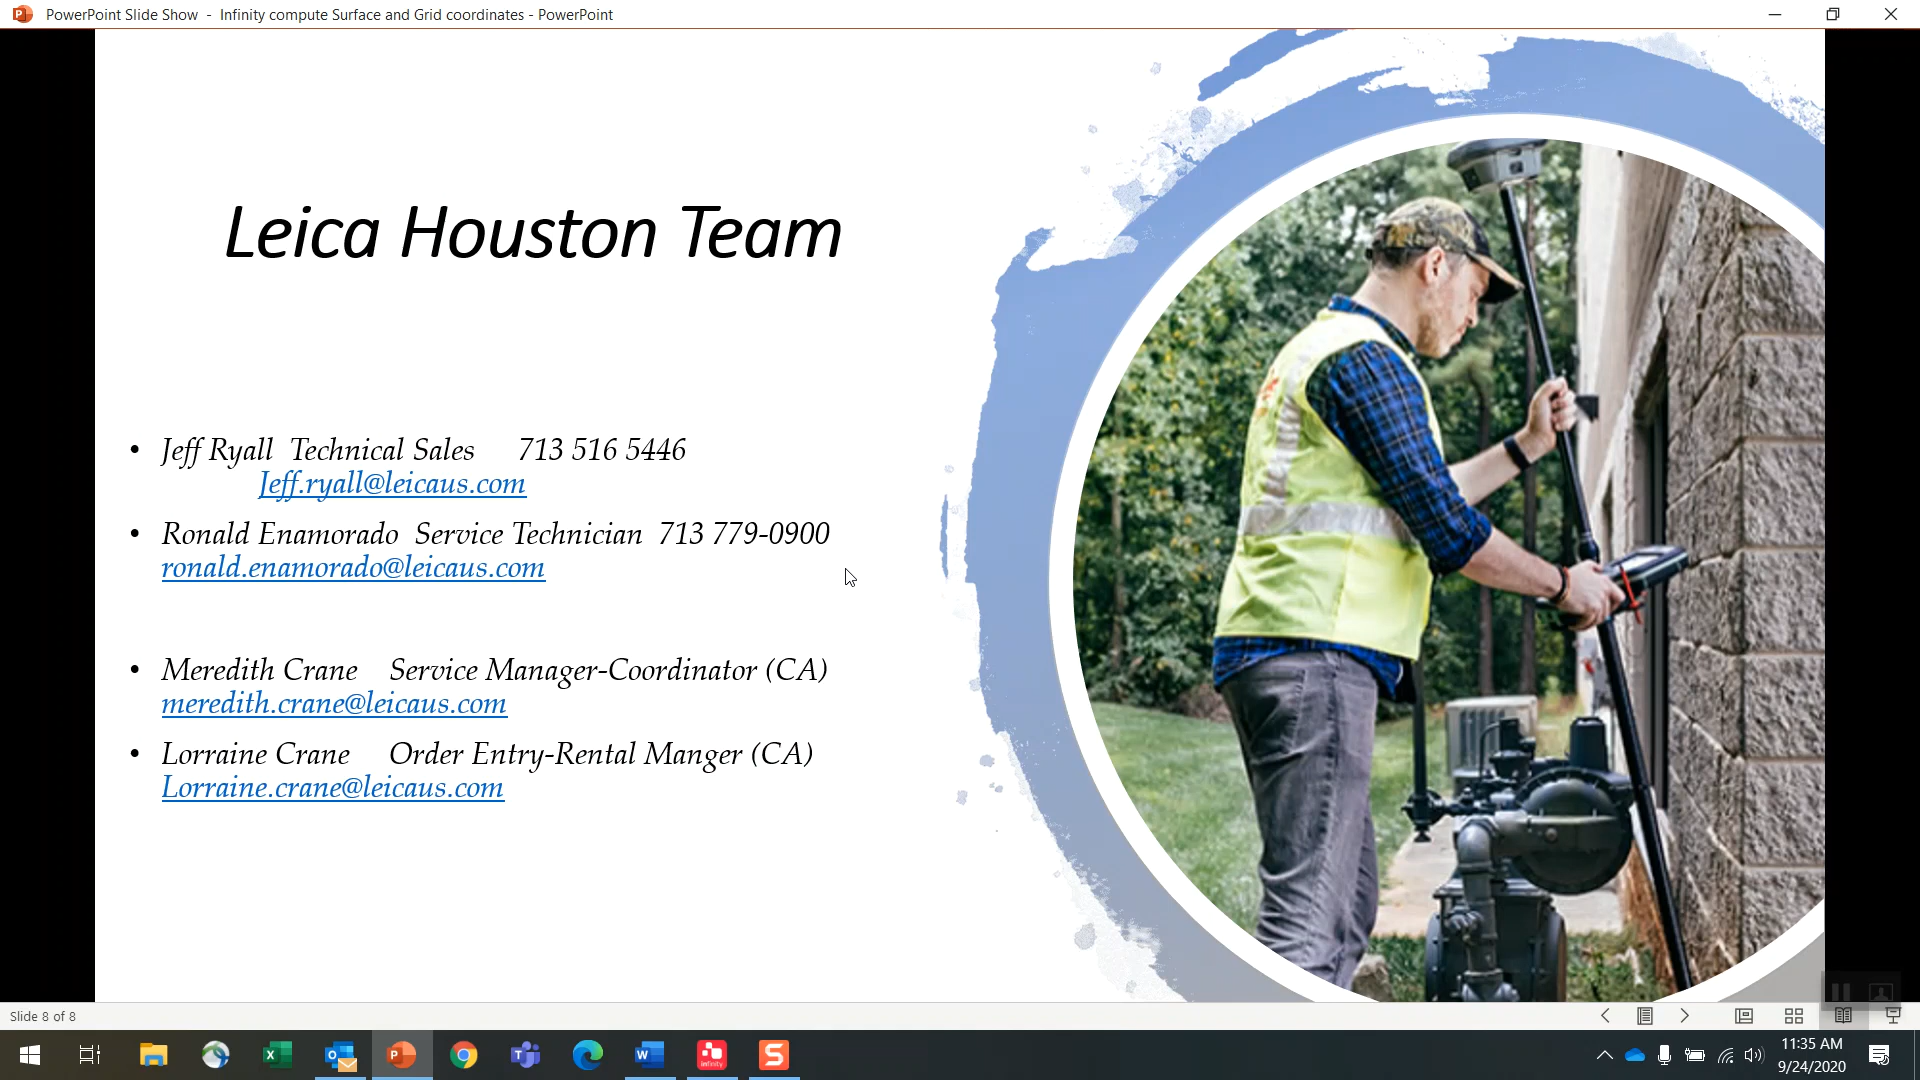 PowerPoint Slide Show - Infinity compute Surface and Grid coordinates - PowerPoint
Leica Houston Team
• Jeff Ryall Technical Sales 713 516 5446
Jeff.ryall@leicaus.com
• Ronald Enamorado Service Technician 713 779-0900
ronald.enamorado@leicaus.com
• Meredith Crane Service Manager-Coordinator (CA)
meredith.crane@leicaus.com
• Lorraine Crane Order Entry-Rental Manger (CA)
Lorraine.crane@leicaus.com
Slide 8 of 8
infinity
11:35 AM
9/24/2020